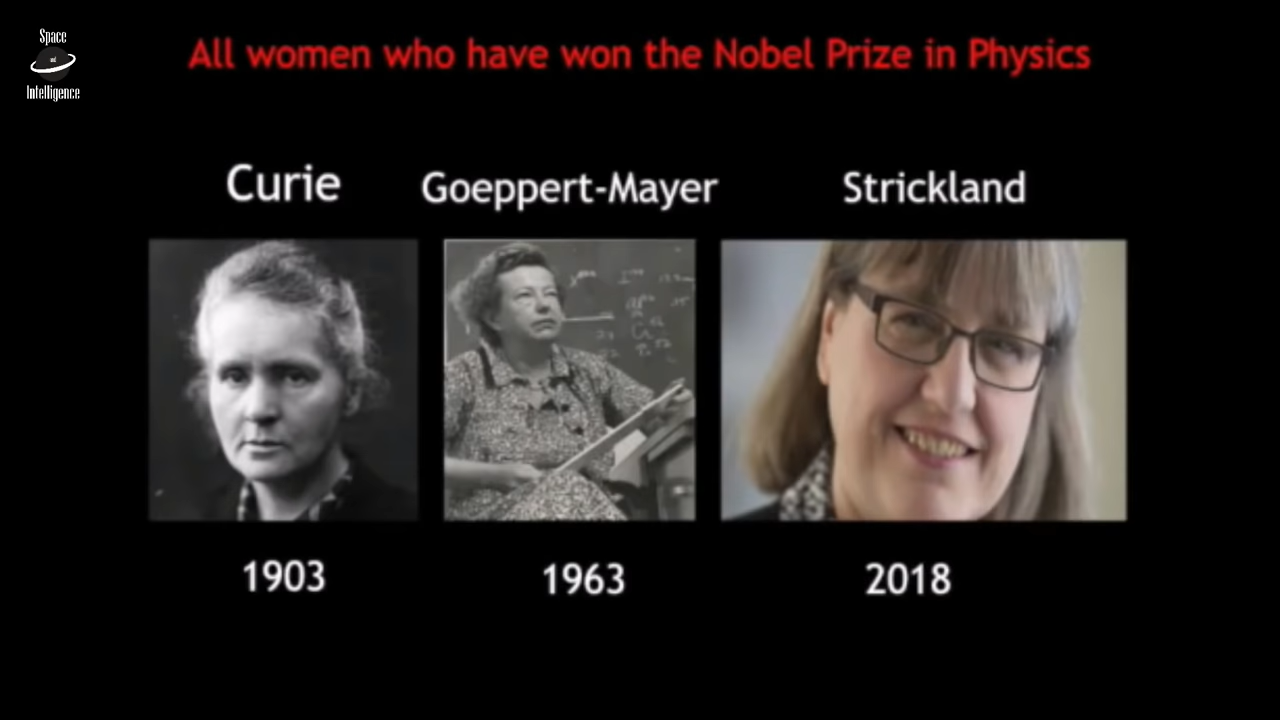 Space
and
Intelligence
All women who have won the Nobel Prize in Physics
Curie
Goeppert-Mayer
Strickland
1903
1963
2018